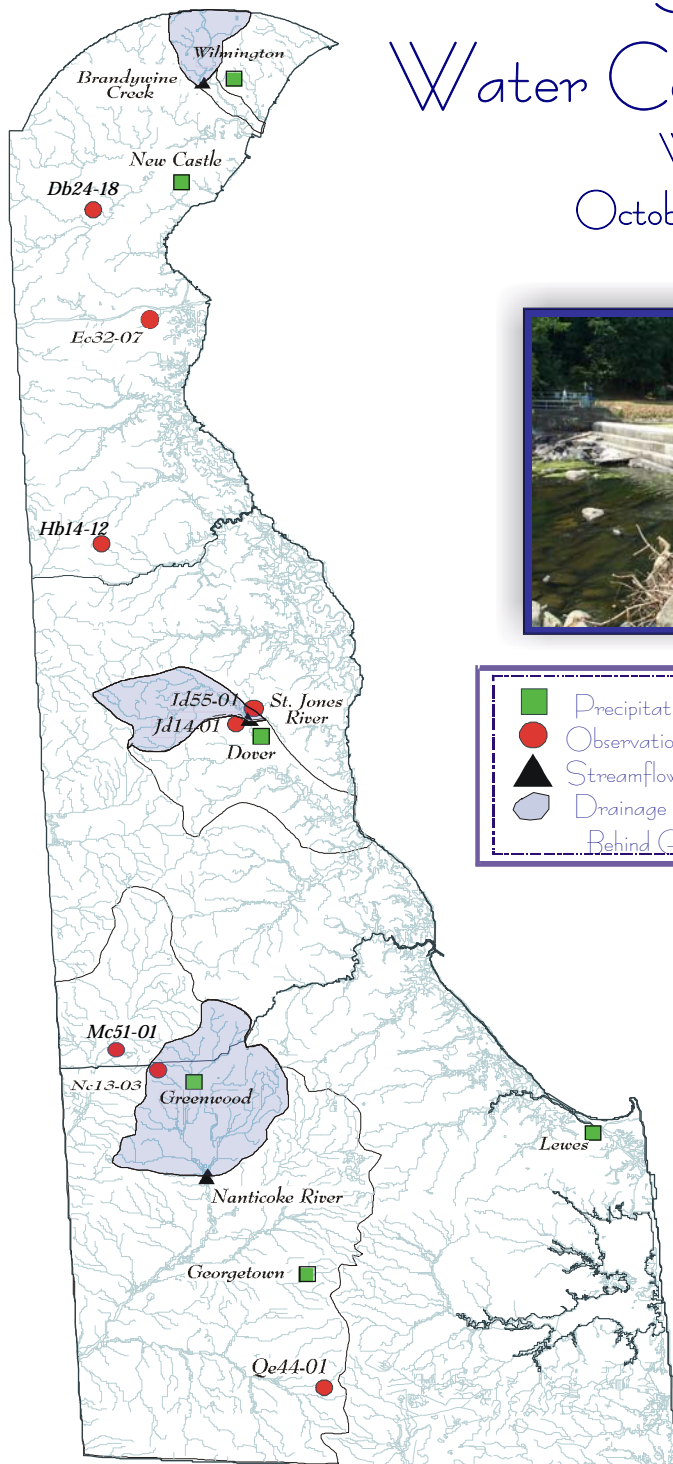 Water Co
Octob
Wilmington
Brandywine
Creek
New Castle
Db24-18
Ec32-07
Hb14-12
Id55-01
St. Jones
River
Jd14-01
Dover
Precipitat
Observatio
Streamflow
Drainage
Behind G
Mc51-01
Nc13-03
Greenwood
Lewes
Nanticoke River
Georgetown
Qe44-01